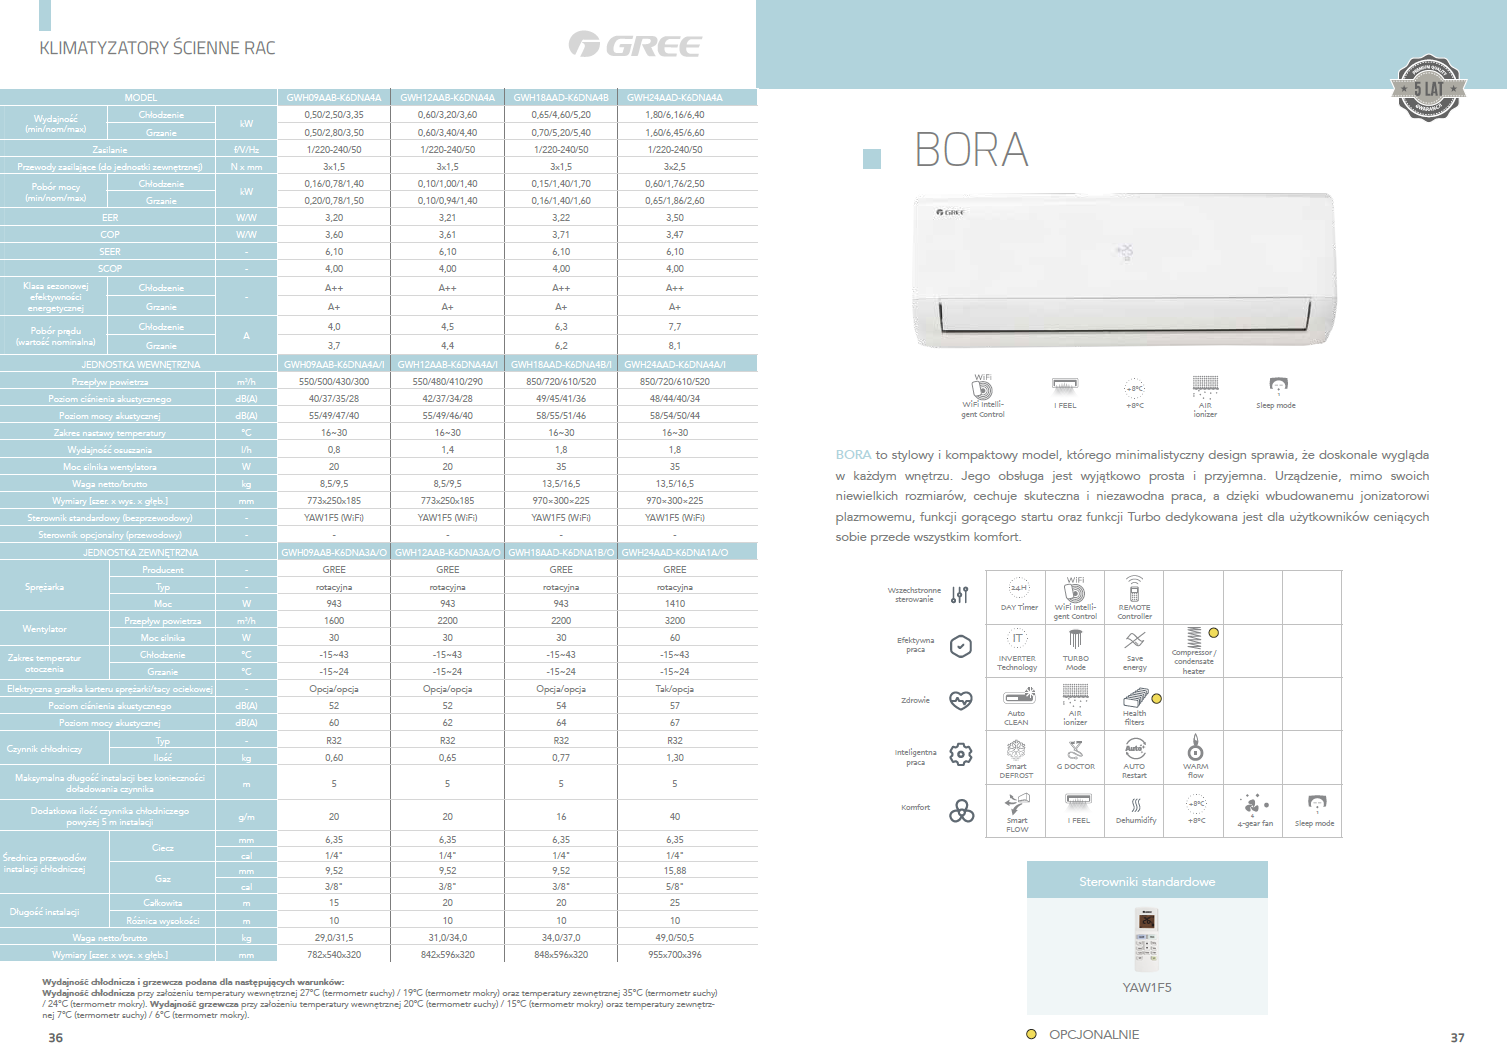 KLIMATYZATORY ŚCIENNE RAC
GREE
MODEL GWH09AAB-K6DNA4A GWH12AAB-K6DNA4A GWH18AAD-K6DNA4B GWH24AAD-K6DNA4A
Wydajność (min/nom/max) Chłodzenie kW 0,50/2,50/3,35 0,60/3,20/3,60 0,65/4,60/5,20 1,80/6,16/6,40
Grzanie 0,50/2,80/3,50 0,60/3,40/4,40 0,70/5,20/5,40 1,60/6,45/6,60
Zasilanie f/V/Hz 1/220-240/50 1/220-240/50 1/220-240/50 1/220-240/50
Przewody zasilające (do jednostki zewnętrznej) N x mm 3x1,5 3x1,5 3x1,5 3x2,5
Pobór mocy (min/nom/max) Chłodzenie kW 0,16/0,78/1,40 0,10/1,00/1,40 0,15/1,40/1,70 0,60/1,76/2,50
Grzanie 0,20/0,78/1,50 0,10/0,94/1,40 0,16/1,40/1,60 0,65/1,86/2,60
EER W/W 3,20 3,21 3,22 3,50
COP W/W 3,60 3,61 3,71 3,47
SEER - 6,10 6,10 6,10 6,10
SCOP - 4,00 4,00 4,00 4,00
Klasa sezonowej efektywności energetycznej Chłodzenie - A++ A++ A++ A++
Grzanie A+ A+ A+ A+
Pobór prądu (wartość nominalna) Chłodzenie A 4,0 4,5 6,3 7,7
Grzanie 3,7 4,4 6,2 8,1
JEDNOSTKA WEWNĘTRZNA GWH09AAB-K6DNA4A/I GWH12AAB-K6DNA4A/I GWH18AAD-K6DNA4B/I GWH24AAD-K6DNA4A/I
Przepływ powietrza m³/h 550/500/430/300 550/480/410/290 850/720/610/520 850/720/610/520
Poziom ciśnienia akustycznego dB(A) 40/37/35/28 42/37/34/28 49/45/41/36 48/44/40/34
Poziom mocy akustycznej dB(A) 55/49/47/40 55/49/46/40 58/55/51/46 58/54/50/44
Zakres nastawy temperatury °C 16~30 16~30 16~30 16~30
Wydajność osuszania l/h 0,8 1,4 1,8 1,8
Moc silnika wentylatora W 20 20 35 35
Waga netto/brutto kg 8,5/9,5 8,5/9,5 13,5/16,5 13,5/16,5
Wymiary [szer. x wys. x głęb.] mm 773x250x185 773x250x185 970×300×225 970×300×225
Sterownik standardowy (bezprzewodowy) - YAW1F5 (WiFi) YAW1F5 (WiFi) YAW1F5 (WiFi) YAW1F5 (WiFi)
Sterownik opcjonalny (przewodowy) - - - - -
JEDNOSTKA ZEWNĘTRZNA GWH09AAB-K6DNA3A/O GWH12AAB-K6DNA3A/O GWH18AAD-K6DNA1B/O GWH24AAD-K6DNA1A/O
Sprężarka Producent - GREE GREE GREE GREE
Typ - rotacyjna rotacyjna rotacyjna rotacyjna
Moc W 943 943 943 1410
Wentylator Przepływ powietrza m³/h 1600 2200 2200 3200
Moc silnika W 30 30 30 60
Zakres temperatur otoczenia Chłodzenie °C -15~43 -15~43 -15~43 -15~43
Grzanie °C -15~24 -15~24 -15~24 -15~24
Elektryczna grzałka karteru sprężarki/tacy ociekowej - Opcja/opcja Opcja/opcja Opcja/opcja Tak/opcja
Poziom ciśnienia akustycznego dB(A) 52 52 54 57
Poziom mocy akustycznej dB(A) 60 62 64 67
Czynnik chłodniczy Typ - R32 R32 R32 R32
Ilość kg 0,60 0,65 0,77 1,30
Maksymalna długość instalacji bez konieczności doładowania czynnika m 5 5 5 5
Dodatkowa ilość czynnika chłodniczego powyżej 5 m instalacji g/m 20 20 16 40
Średnica przewodów instalacji chłodniczej Ciecz mm 6,35 6,35 6,35 6,35
cal 1/4" 1/4" 1/4" 1/4"
Gaz mm 9,52 9,52 9,52 15,88
cal 3/8" 3/8" 3/8" 5/8"
Długość instalacji Całkowita m 15 20 20 25
Różnica wysokości m 10 10 10 10
Waga netto/brutto kg 29,0/31,5 31,0/34,0 34,0/37,0 49,0/50,5
Wymiary [szer. x wys. x głęb.] mm 782x540x320 842x596x320 848x596x320 955x700x396
Wydajność chłodnicza i grzewcza podana dla następujących warunków:
Wydajność chłodnicza przy założeniu temperatury wewnętrznej 27°C (termometr suchy) / 19°C (termometr mokry) oraz temperatury zewnętrznej 35°C (termometr suchy)
/ 24°C (termometr mokry). Wydajność grzewcza przy założeniu temperatury wewnętrznej 20°C (termometr suchy) / 15°C (termometr mokry) oraz temperatury zewnętrz-
nej 7°C (termometr suchy) / 6°C (termometr mokry).
36
PREMIUM QUALITY
5 LAT
GWARANCJA
BORA
GREE
WiFi
WiFi Intelli-
gent Control
I FEEL
+8ºC
+8ºC
AIR
ionizer
Sleep mode
BORA to stylowy i kompaktowy model, którego minimalistyczny design sprawia, że doskonale wygląda
w każdym wnętrzu. Jego obsługa jest wyjątkowo prosta i przyjemna. Urządzenie, mimo swoich
niewielkich rozmiarów, cechuje skuteczna i niezawodna praca, a dzięki wbudowanemu jonizatorowi
plazmowemu, funkcji gorącego startu oraz funkcji Turbo dedykowana jest dla użytkowników ceniących
sobie przede wszystkim komfort.
Wszechstronne
sterowanie
24H
DAY Timer
WiFi
WiFi Intelli-
gent Control
REMOTE
Controller
Efektywna
praca
IT
INVERTER
Technology
TURBO
Mode
Save
energy
Compressor /
condensate
heater
Zdrowie
Auto
CLEAN
AIR
ionizer
Health
filters
Inteligentna
praca
Smart
DEFROST
G DOCTOR
Auto
AUTO
Restart
WARM
flow
Komfort
Smart
FLOW
I FEEL
Dehumidify
+8ºC
+8ºC
4-gear fan
Sleep mode
Sterowniki standardowe
YAW1F5
OPCJONALNIE
37